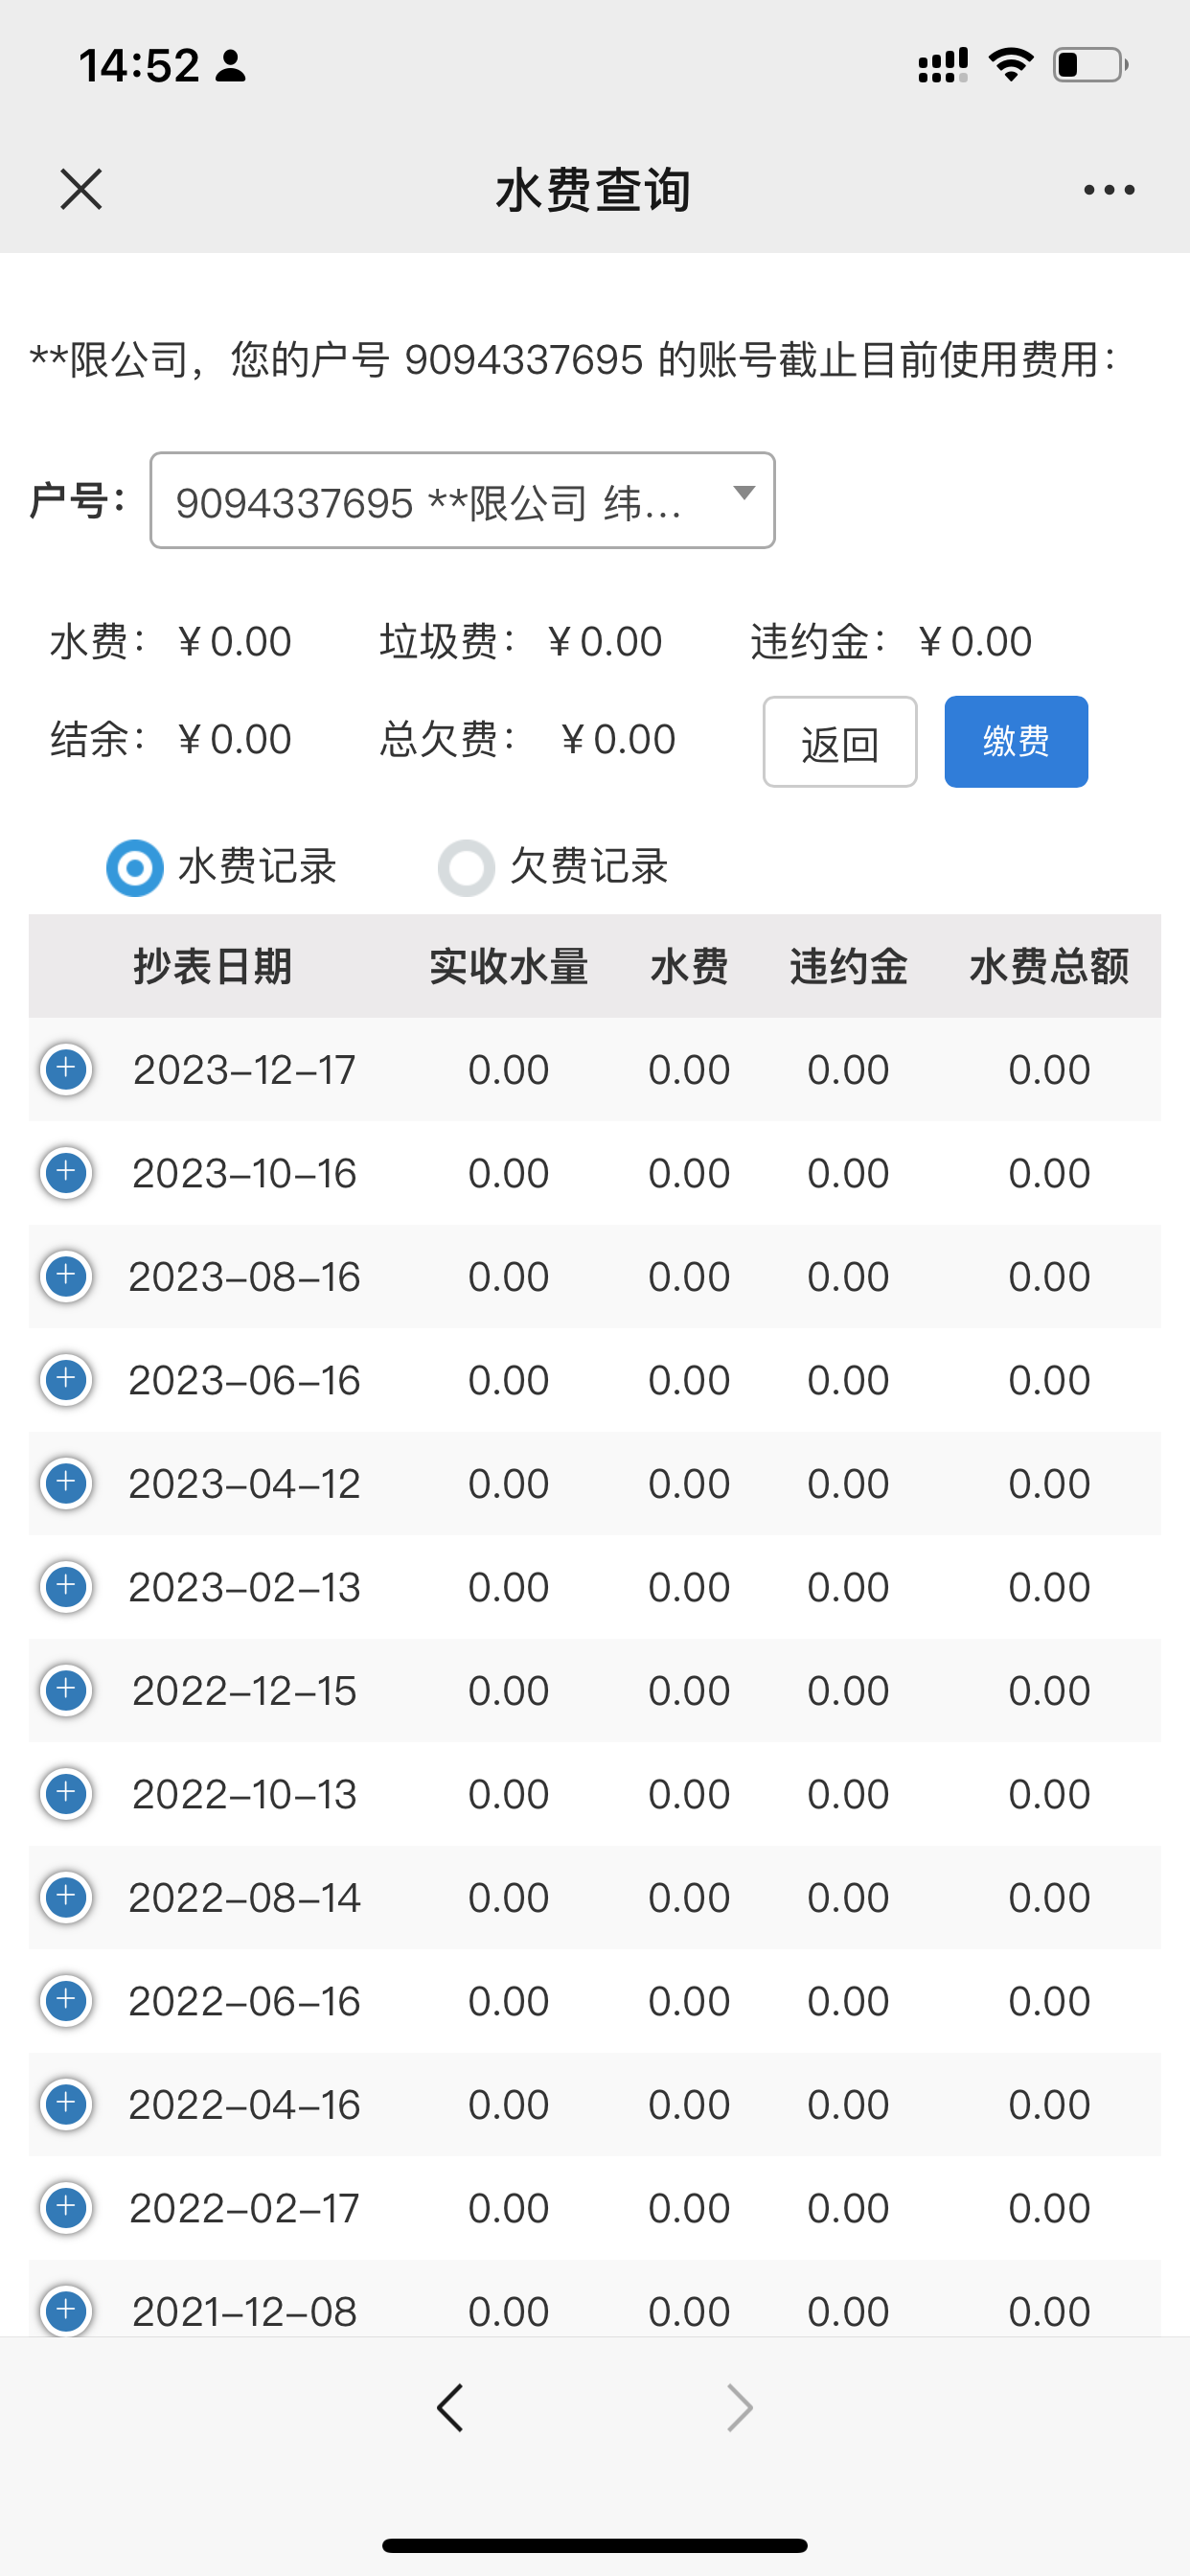 14:52
水费查询
**限公司，您的户号 9094337695 的账号截止目前使用费用：
户号： 9094337695 **限公司 纬...
水费： ¥ 0.00 垃圾费： ¥ 0.00 违约金： ¥ 0.00
结余： ¥ 0.00 总欠费： ¥ 0.00 返回 缴费
水费记录 欠费记录
抄表日期 实收水量 水费 违约金 水费总额
2023-12-17 0.00 0.00 0.00 0.00
2023-10-16 0.00 0.00 0.00 0.00
2023-08-16 0.00 0.00 0.00 0.00
2023-06-16 0.00 0.00 0.00 0.00
2023-04-12 0.00 0.00 0.00 0.00
2023-02-13 0.00 0.00 0.00 0.00
2022-12-15 0.00 0.00 0.00 0.00
2022-10-13 0.00 0.00 0.00 0.00
2022-08-14 0.00 0.00 0.00 0.00
2022-06-16 0.00 0.00 0.00 0.00
2022-04-16 0.00 0.00 0.00 0.00
2022-02-17 0.00 0.00 0.00 0.00
2021-12-08 0.00 0.00 0.00 0.00